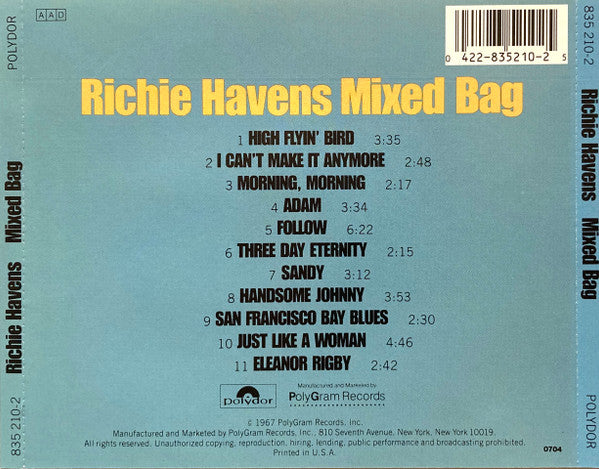 POLYDOR
Richie Havens Mixed Bag
835 210-2
AAD
0 422-835210-2 5
Richie Havens Mixed Bag
1 HIGH FLYIN' BIRD 3:35
2 I CAN'T MAKE IT ANYMORE 2:48
3 MORNING, MORNING 2:17
4 ADAM 3:34
5 FOLLOW 6:22
6 THREE DAY ETERNITY 2:15
7 SANDY 3:12
8 HANDSOME JOHNNY 3:53
9 SAN FRANCISCO BAY BLUES 2:30
10 JUST LIKE A WOMAN 4:46
11 ELEANOR RIGBY 2:42
polydor
Manufactured and Marketed by
PolyGram Records
© 1967 PolyGram Records, Inc.
Manufactured and Marketed by PolyGram Records, Inc., 810 Seventh Avenue, New York, New York 10019.
All rights reserved. Unauthorized copying, reproduction, hiring, lending, public performance and broadcasting prohibited.
Printed in U.S.A.
0704
835 210-2
Richie Havens Mixed Bag
POLYDOR